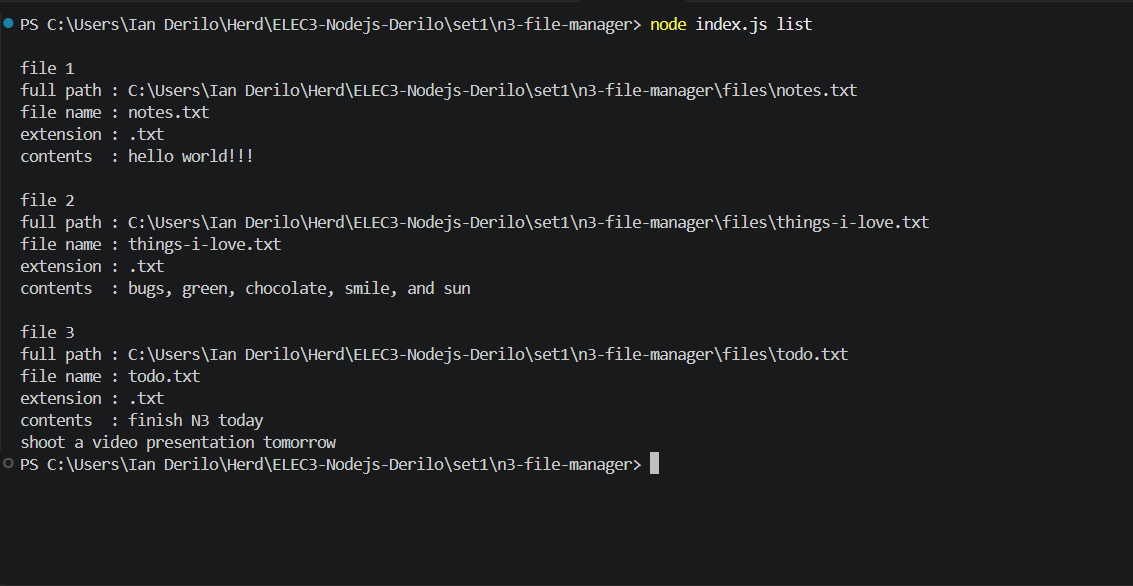 PS C:\Users\Ian Derilo\Herd\ELEC3-Nodejs-Derilo\set1\n3-file-manager> node index.js list
file 1
full path : C:\Users\Ian Derilo\Herd\ELEC3-Nodejs-Derilo\set1\n3-file-manager\files\notes.txt
file name : notes.txt
extension : .txt
contents  : hello world!!!
file 2
full path : C:\Users\Ian Derilo\Herd\ELEC3-Nodejs-Derilo\set1\n3-file-manager\files\things-i-love.txt
file name : things-i-love.txt
extension : .txt
contents  : bugs, green, chocolate, smile, and sun
file 3
full path : C:\Users\Ian Derilo\Herd\ELEC3-Nodejs-Derilo\set1\n3-file-manager\files\todo.txt
file name : todo.txt
extension : .txt
contents  : finish N3 today
shoot a video presentation tomorrow
PS C:\Users\Ian Derilo\Herd\ELEC3-Nodejs-Derilo\set1\n3-file-manager>